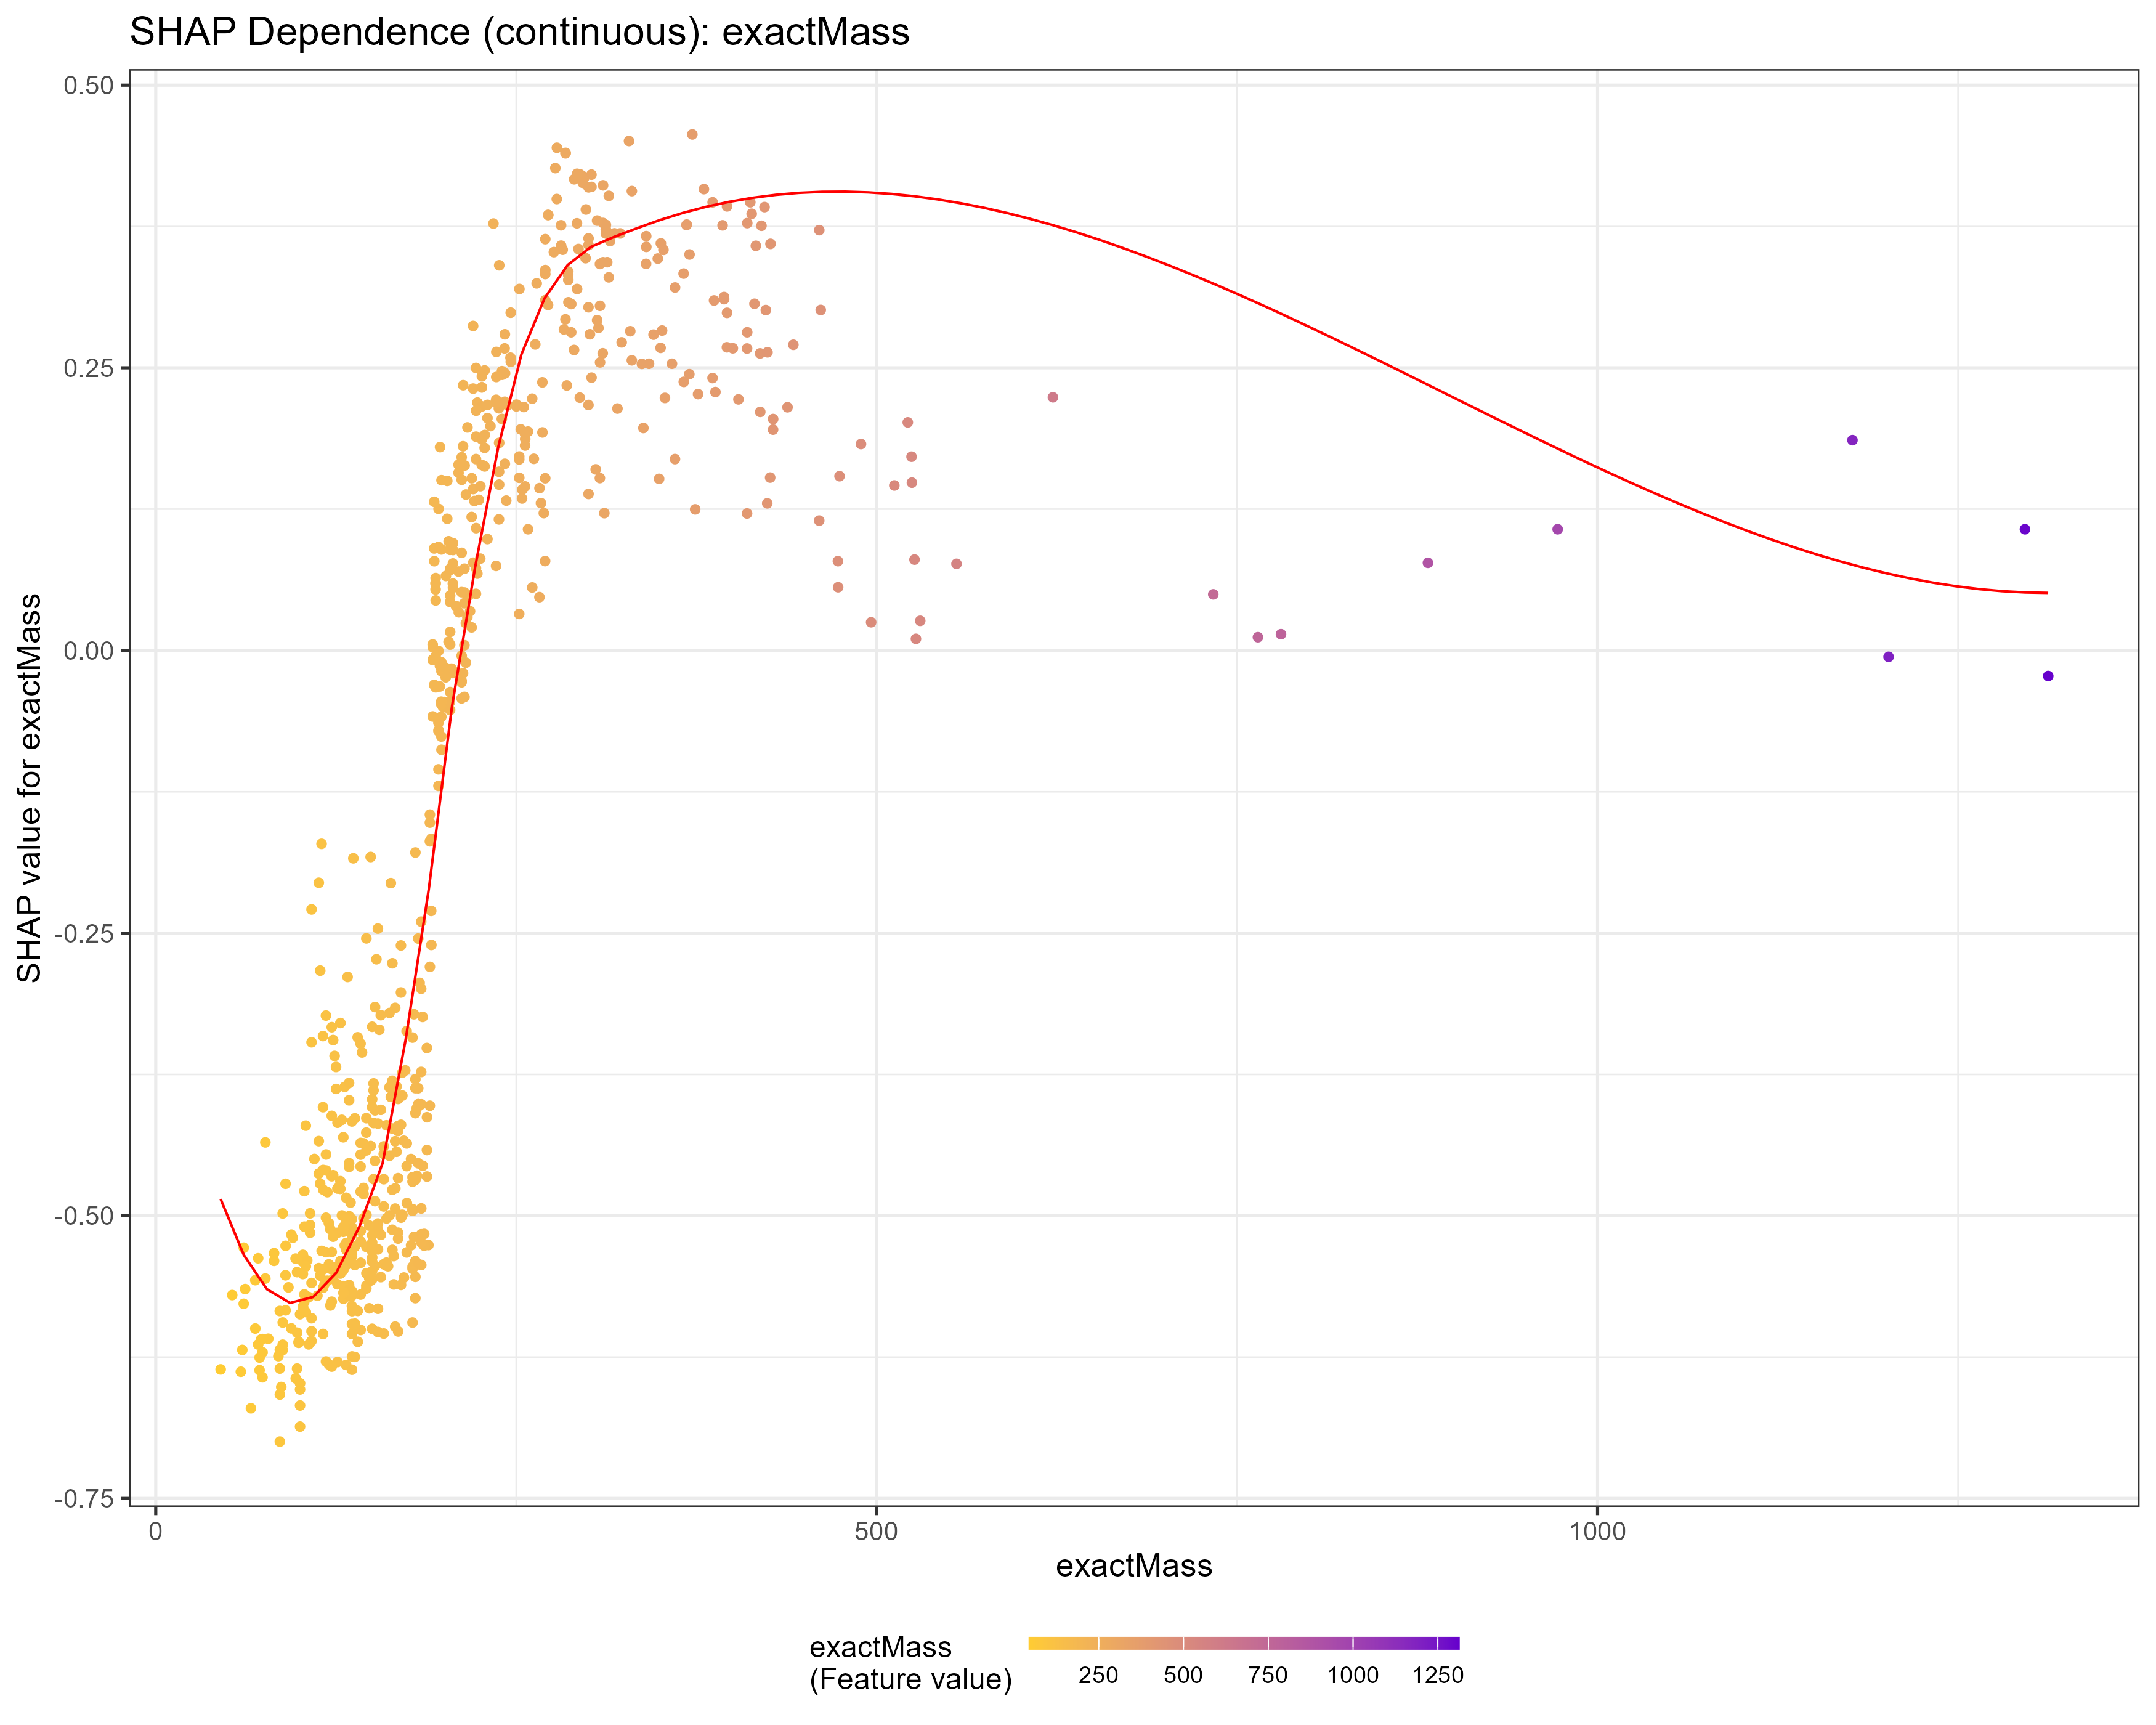 SHAP Dependence (continuous): exactMass
SHAP value for exactMass
0.50
0.25
0.00
-0.25
-0.50
-0.75
0 500 1000
exactMass
exactMass
(Feature value)
250 500 750 1000 1250